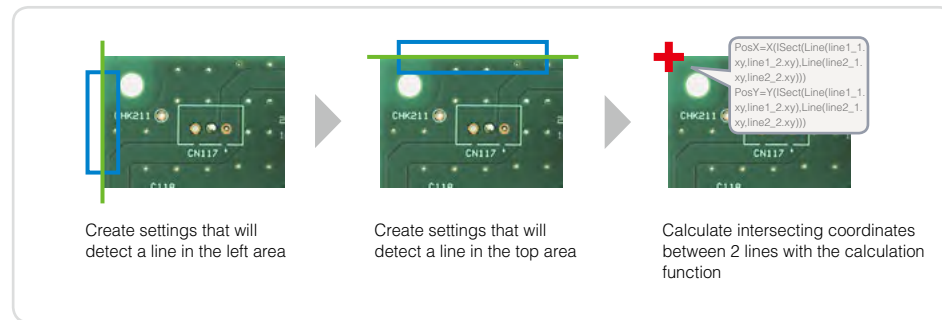 CHK211
CN117
C118
Create settings that will
detect a line in the left area
CHK211
CN117
C118
Create settings that will
detect a line in the top area
PosX=X(ISect(Line(line1_1.
xy,line1_2.xy),Line(line2_1.
xy,line2_2.xy)))
PosY=Y(ISect(Line(line1_1.
xy,line1_2.xy),Line(line2_1.
xy,line2_2.xy)))
CHK211
CN117
C118
Calculate intersecting coordinates
between 2 lines with the calculation
function